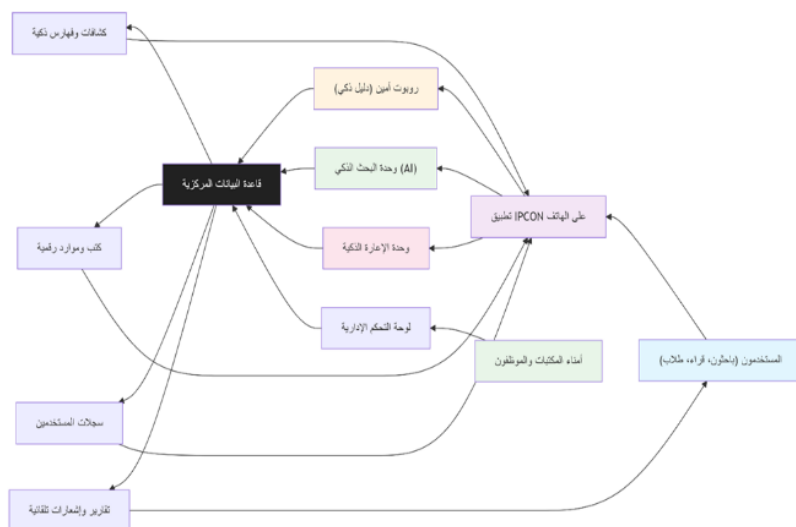 كشافات وفهارس ذكية
روبوت أمين (دليل ذكي)
(AI) وحدة البحث الذكي
قاعدة البيانات المركزية
على الهاتف IPCON تطبيق
كتب وموارد رقمية
وحدة الإعارة الذكية
لوحة التحكم الإدارية
أمناء المكتبات والموظفون
المستخدمون (باحثون، قراء، طلاب)
سجلات المستخدمين
تقارير وإشعارات تلقائية